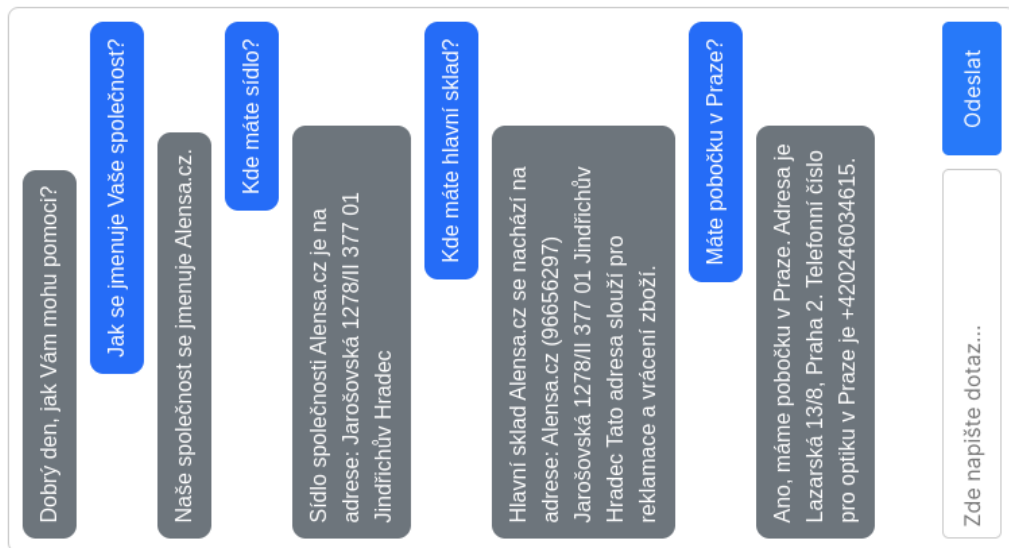 Dobrý den, jak Vám mohu pomoci?
Jak se jmenuje Vaše společnost?
Naše společnost se jmenuje Alensa.cz.
Kde máte sídlo?
Sídlo společnosti Alensa.cz je na
adrese: Jarošovská 1278/II 377 01
Jindřichův Hradec
Kde máte hlavní sklad?
Hlavní sklad Alensa.cz se nachází na
adrese: Alensa.cz (96656297)
Jarošovská 1278/II 377 01 Jindřichův
Hradec Tato adresa slouží pro
reklamace a vrácení zboží.
Máte pobočku v Praze?
Ano, máme pobočku v Praze. Adresa je
Lazarská 13/8, Praha 2. Telefonní číslo
pro optiku v Praze je +420246034615.
Zde napište dotaz...
Odeslat